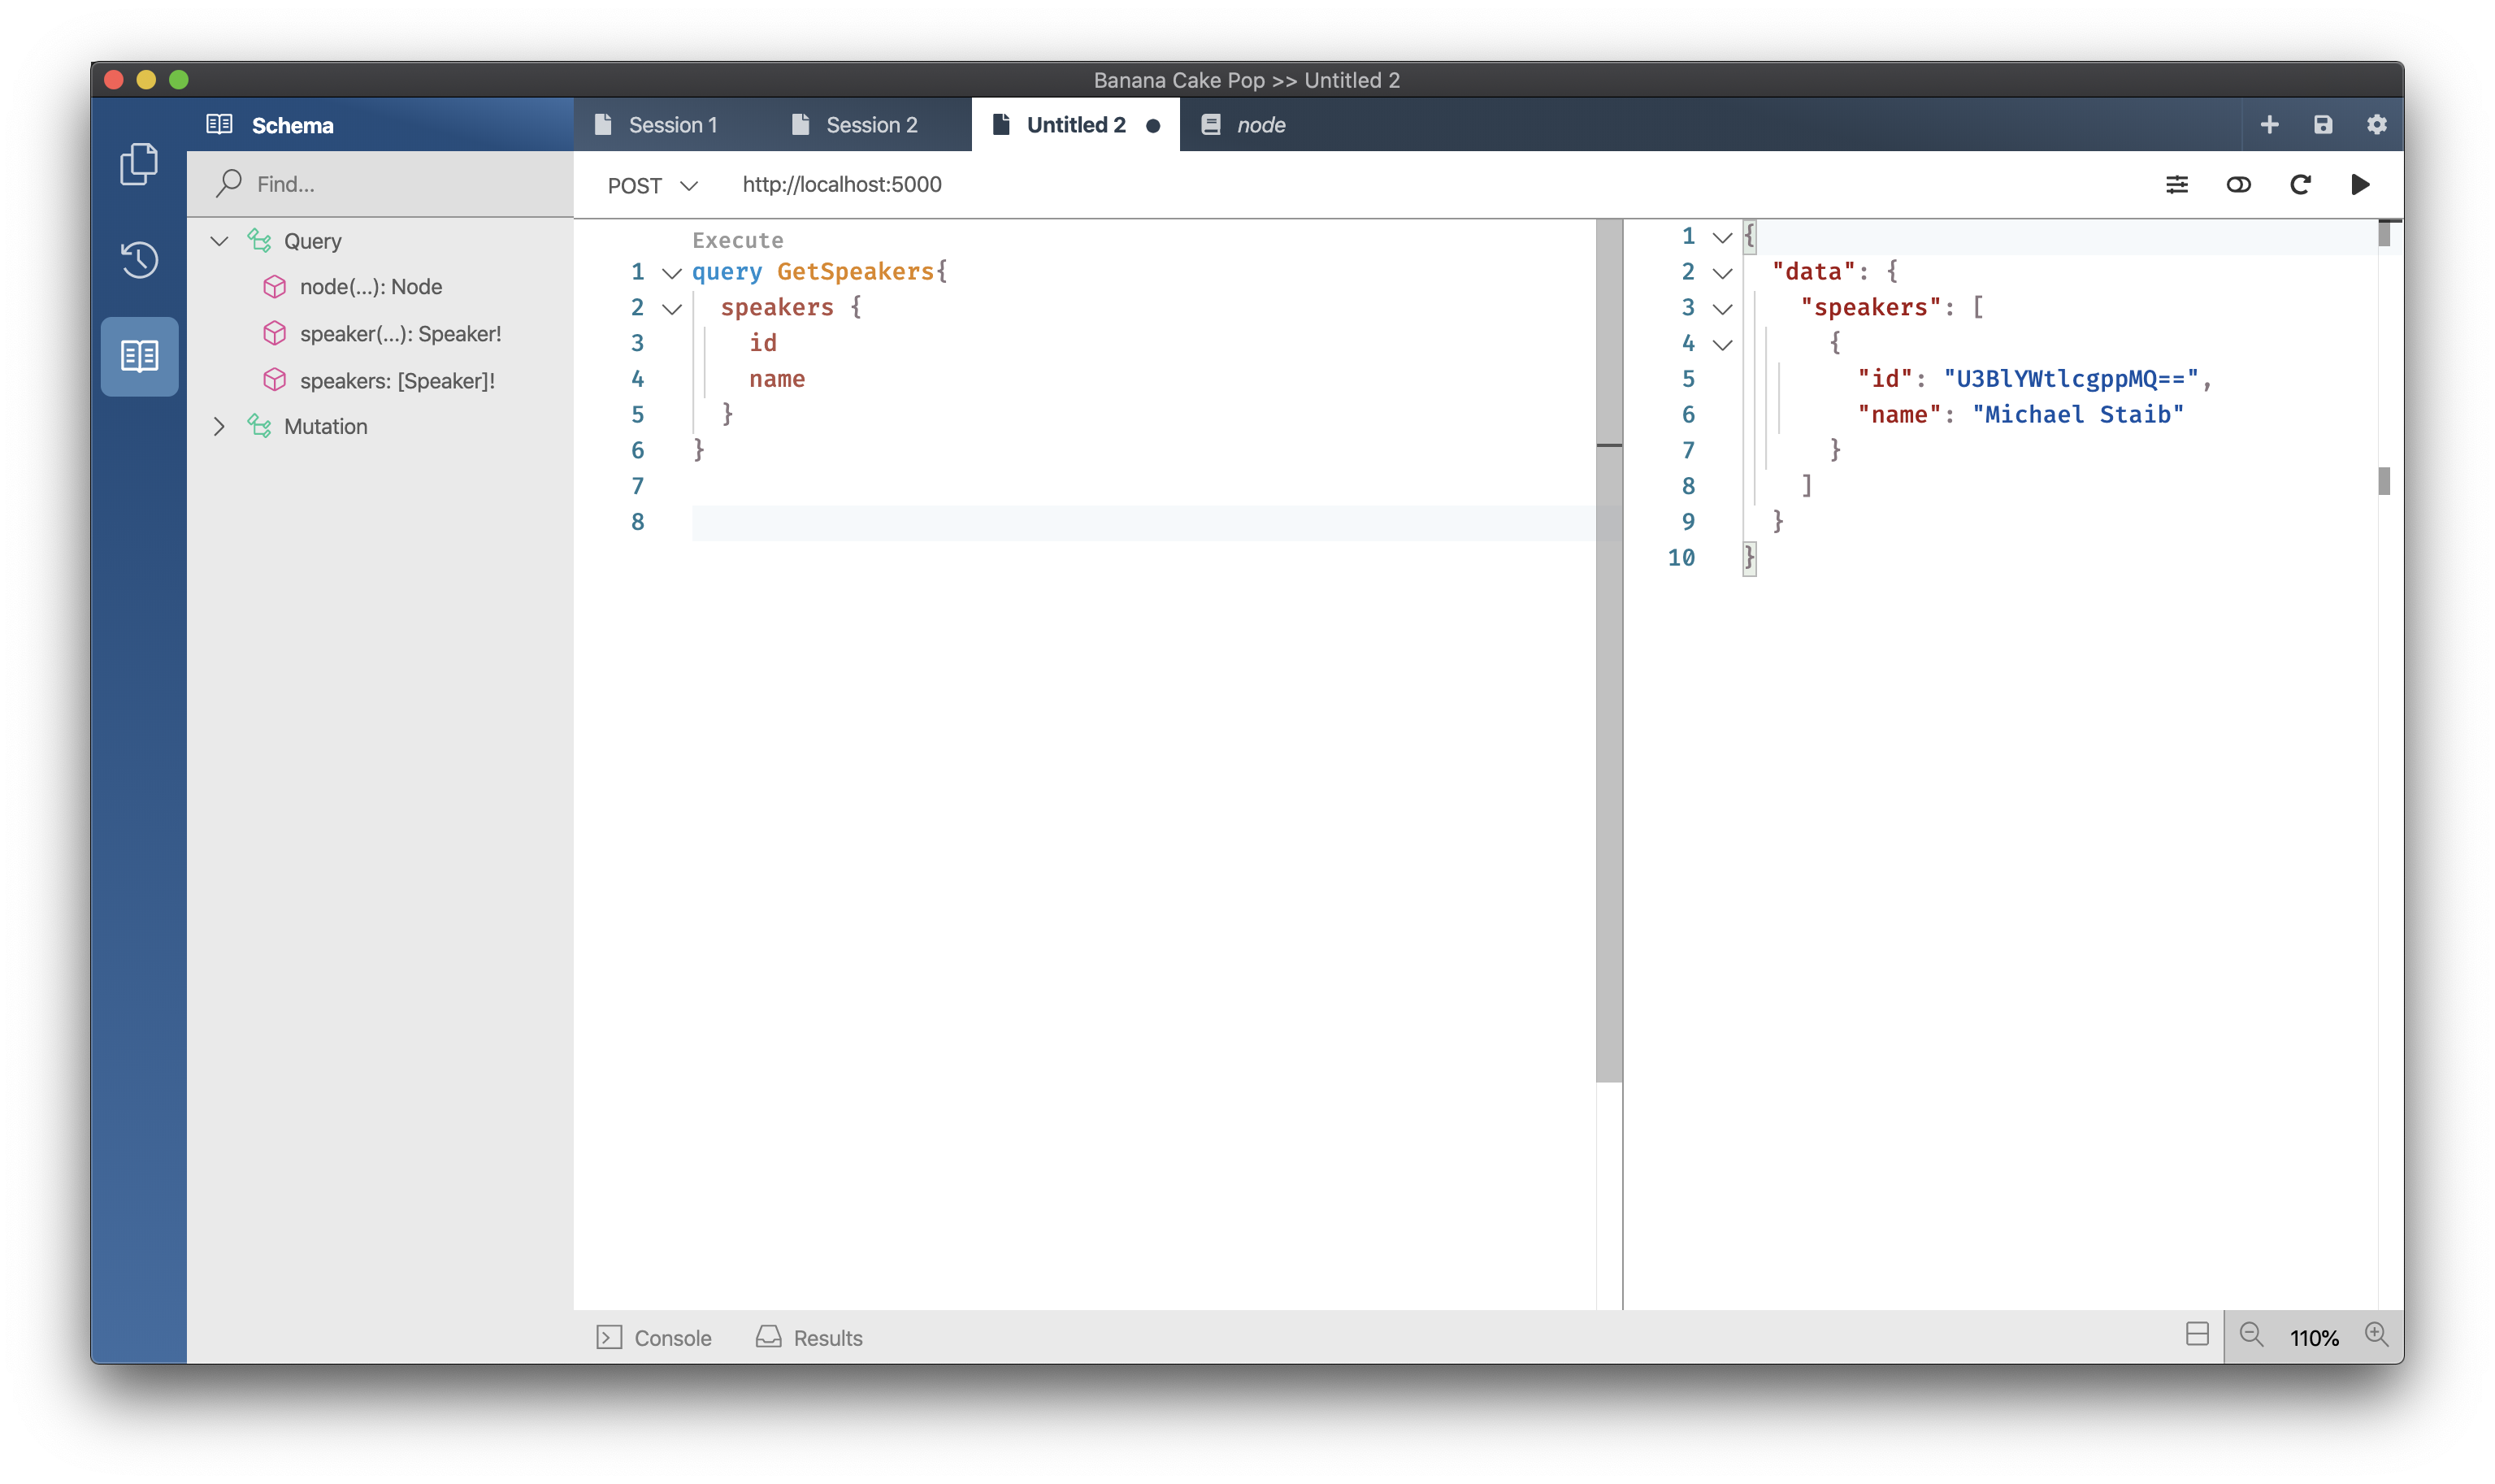 Banana Cake Pop >> Untitled 2
Schema
Session 1
Session 2
Untitled 2
node
Find...
POST
http://localhost:5000
Query
node(...): Node
speaker(...): Speaker!
speakers: [Speaker]!
Mutation
Execute
1 query GetSpeakers{
2 speakers {
3 id
4 name
5 }
6 }
7
8
1 {
2 "data": {
3 "speakers": [
4 {
5 "id": "U3BlYWtlcgppMQ==",
6 "name": "Michael Staib"
7 }
8 ]
9 }
10 }
Console
Results
110%